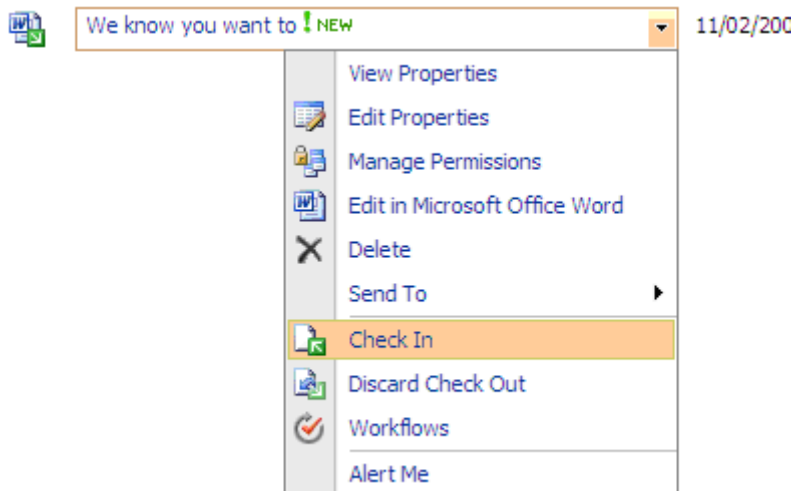 We know you want to ! NEW
11/02/200
View Properties
Edit Properties
Manage Permissions
Edit in Microsoft Office Word
Delete
Send To
Check In
Discard Check Out
Workflows
Alert Me